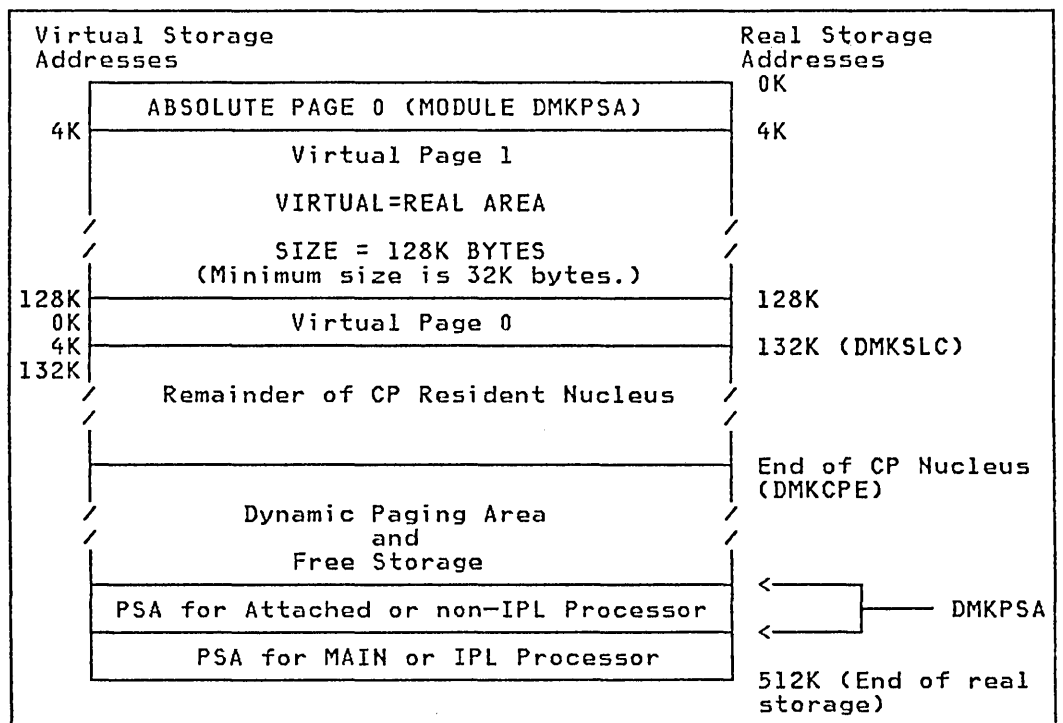 Virtual Storage Real Storage
Addresses Addresses
0K
ABSOLUTE PAGE 0 (MODULE DMKPSA)
4K 4K
Virtual Page 1
VIRTUAL=REAL AREA
SIZE = 128K BYTES
(Minimum size is 32K bytes.)
128K 128K
0K Virtual Page 0
4K 132K (DMKSLC)
132K
Remainder of CP Resident Nucleus
End of CP Nucleus
(DMKCPE)
Dynamic Paging Area
and
Free Storage
<
PSA for Attached or non-IPL Processor DMKPSA
<
PSA for MAIN or IPL Processor
512K (End of real
storage)